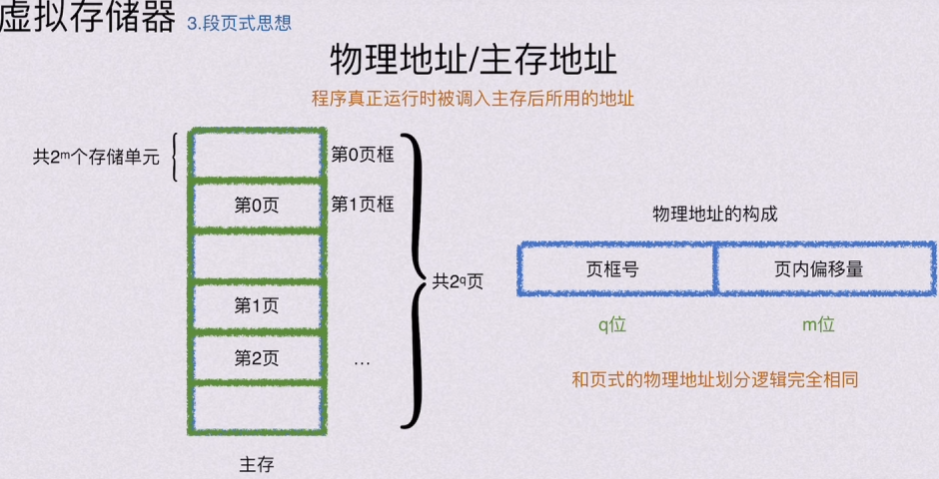 虚拟存储器 3.段页式思想
物理地址/主存地址
程序真正运行时被调入主存后所用的地址
共2ᵐ个存储单元
第0页框
第0页
第1页框
第1页
第2页
…
共2q页
主存
物理地址的构成
页框号
页内偏移量
q位
m位
和页式的物理地址划分逻辑完全相同